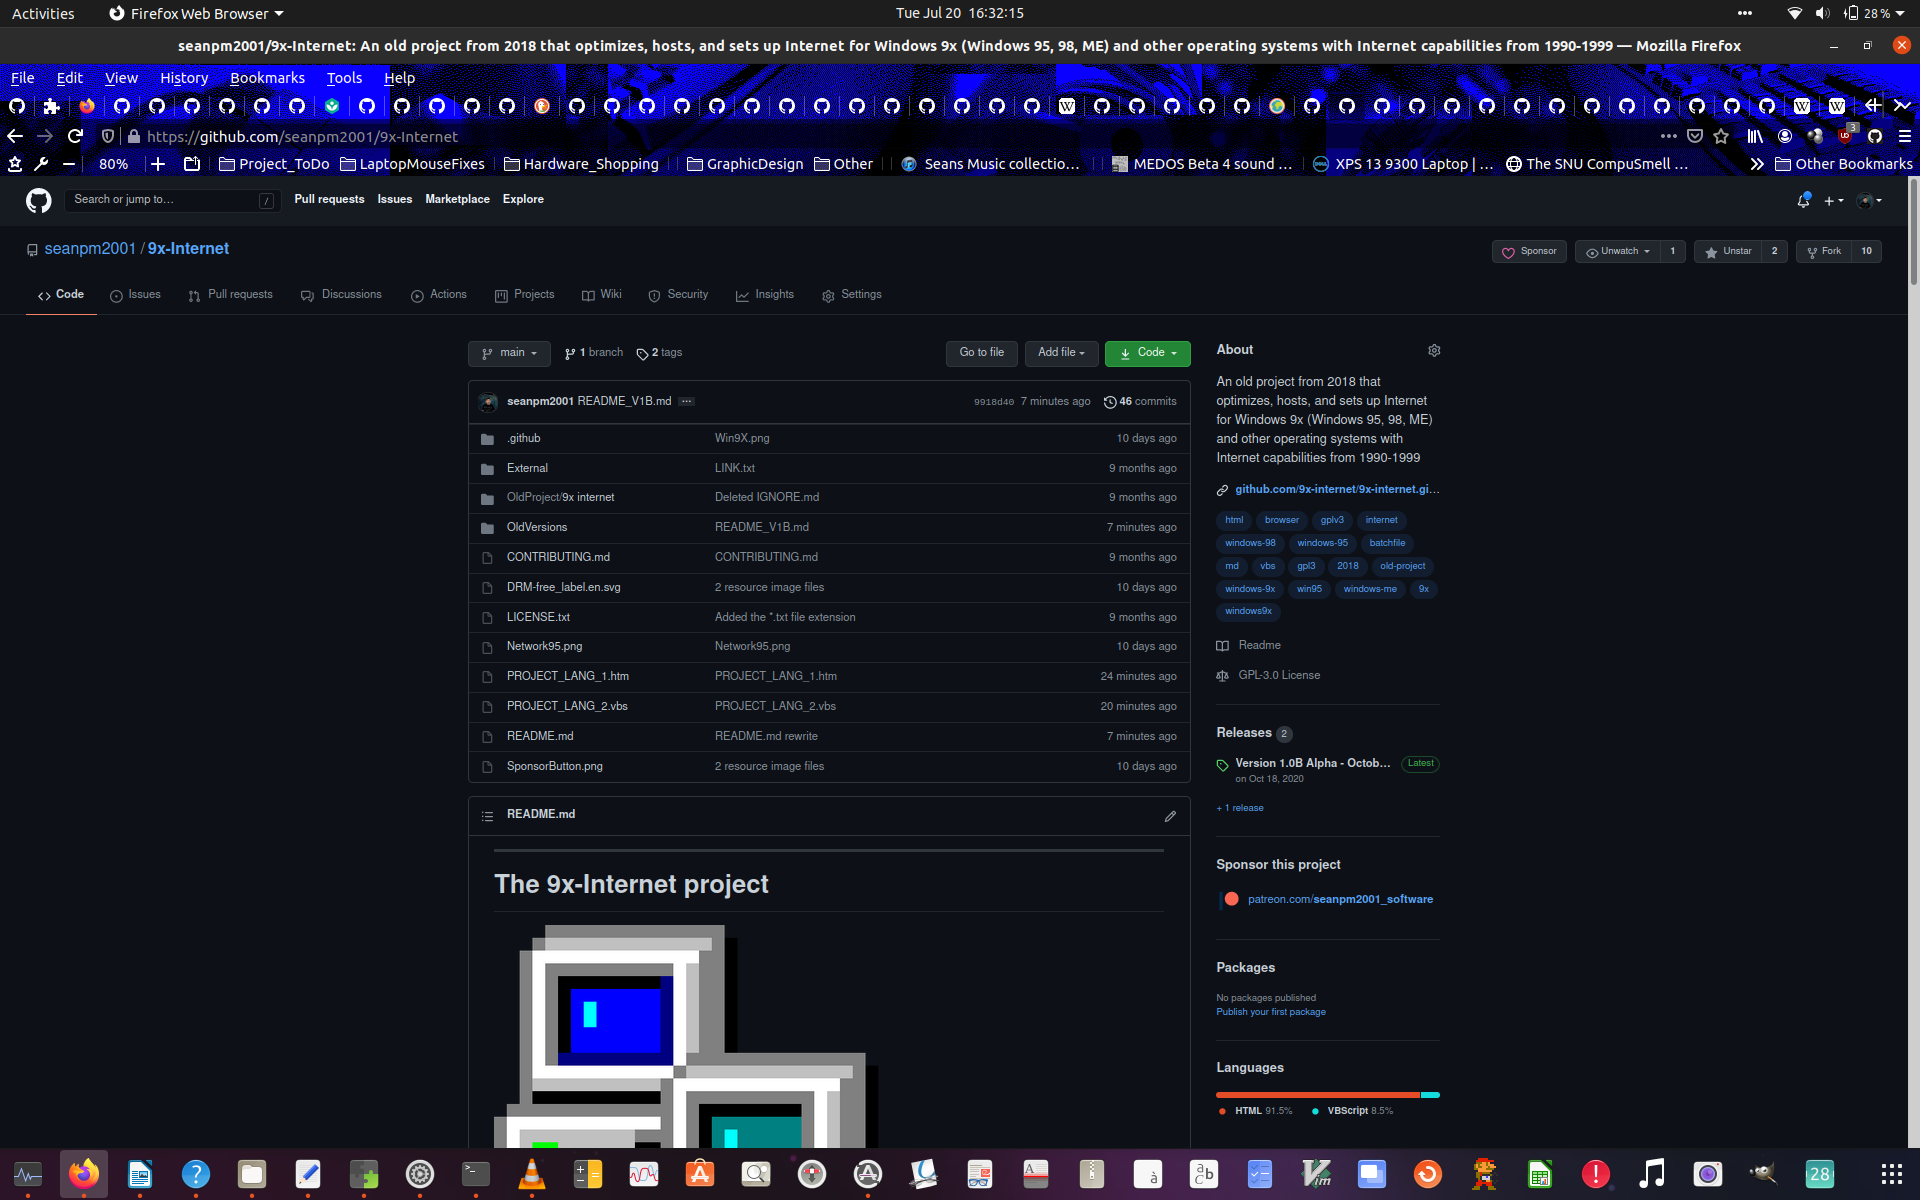 Activities
Firefox Web Browser
Tue Jul 20 16:32:15
28 %
seanpm2001/9x-Internet: An old project from 2018 that optimizes, hosts, and sets up Internet for Windows 9x (Windows 95, 98, ME) and other operating systems with Internet capabilities from 1990-1999 — Mozilla Firefox
File Edit View History Bookmarks Tools Help
https://github.com/seanpm2001/9x-Internet
3
80%
Project_ToDo
LaptopMouseFixes
Hardware_Shopping
GraphicDesign
Other
Seans Music collectio…
MEDOS Beta 4 sound …
XPS 13 9300 Laptop | …
The SNU CompuSmell …
Other Bookmarks
Search or jump to…
/
Pull requests Issues Marketplace Explore
seanpm2001 / 9x-Internet
Sponsor
Unwatch 1
Unstar 2
Fork 10
Code Issues Pull requests Discussions Actions Projects Wiki Security Insights Settings
main
1 branch
2 tags
Go to file
Add file
Code
seanpm2001 README_V1B.md ... 9918d40 7 minutes ago 46 commits
.github Win9X.png 10 days ago
External LINK.txt 9 months ago
OldProject/9x internet Deleted IGNORE.md 9 months ago
OldVersions README_V1B.md 7 minutes ago
CONTRIBUTING.md CONTRIBUTING.md 9 months ago
DRM-free_label.en.svg 2 resource image files 10 days ago
LICENSE.txt Added the *.txt file extension 9 months ago
Network95.png Network95.png 10 days ago
PROJECT_LANG_1.htm PROJECT_LANG_1.htm 24 minutes ago
PROJECT_LANG_2.vbs PROJECT_LANG_2.vbs 20 minutes ago
README.md README.md rewrite 7 minutes ago
SponsorButton.png 2 resource image files 10 days ago
README.md
The 9x-Internet project
About
An old project from 2018 that
optimizes, hosts, and sets up Internet
for Windows 9x (Windows 95, 98, ME)
and other operating systems with
Internet capabilities from 1990-1999
github.com/9x-internet/9x-internet.gi…
html browser gplv3 internet
windows-98 windows-95 batchfile
md vbs gpl3 2018 old-project
windows-9x win95 windows-me 9x
windows9x
Readme
GPL-3.0 License
Releases 2
Version 1.0B Alpha - Octob… Latest
on Oct 18, 2020
+ 1 release
Sponsor this project
patreon.com/seanpm2001_software
Packages
No packages published
Publish your first package
Languages
HTML 91.5% VBScript 8.5%
28